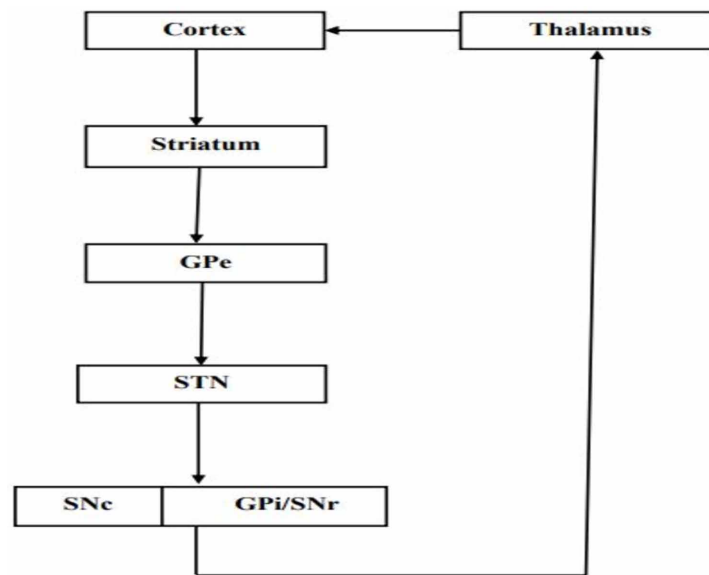 Cortex
Thalamus
Striatum
GPe
STN
SNc
GPi/SNr